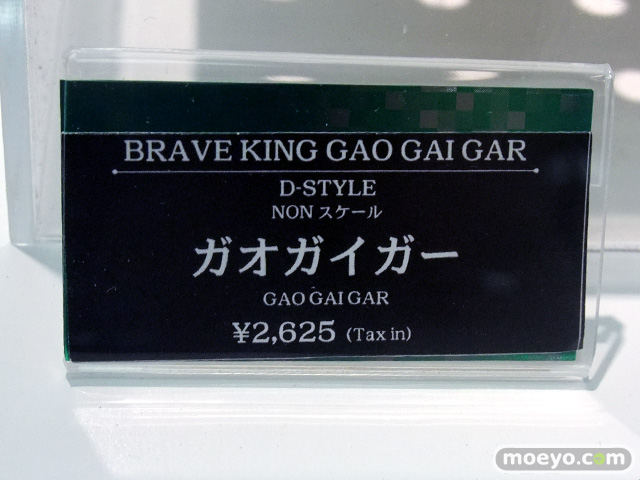 BRAVE KING GAO GAI GAR
D-STYLE
NON スケール
ガオガイガー
GAO GAI GAR
¥2,625 (Tax in)
moeyo.com